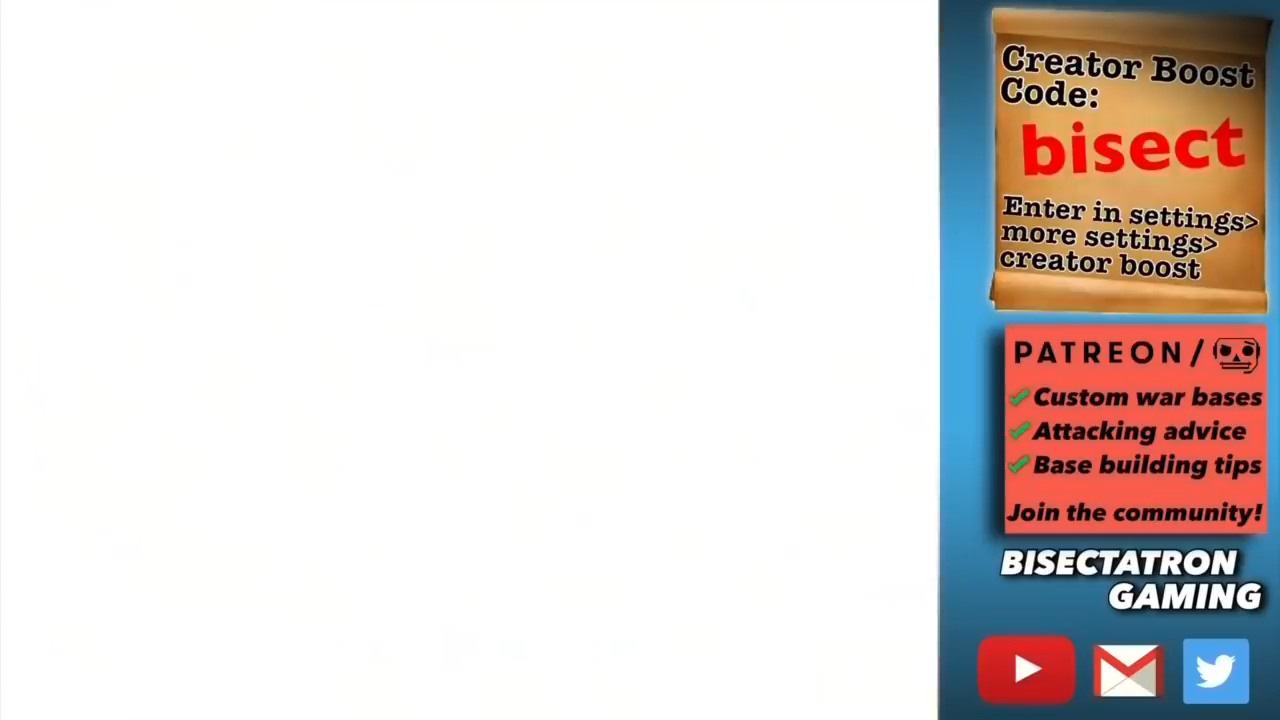 Creator Boost
Code:
bisect
Enter in settings>
more settings>
creator boost
PATREON/
Custom war bases
Attacking advice
Base building tips
Join the community!
BISECTATRON
GAMING